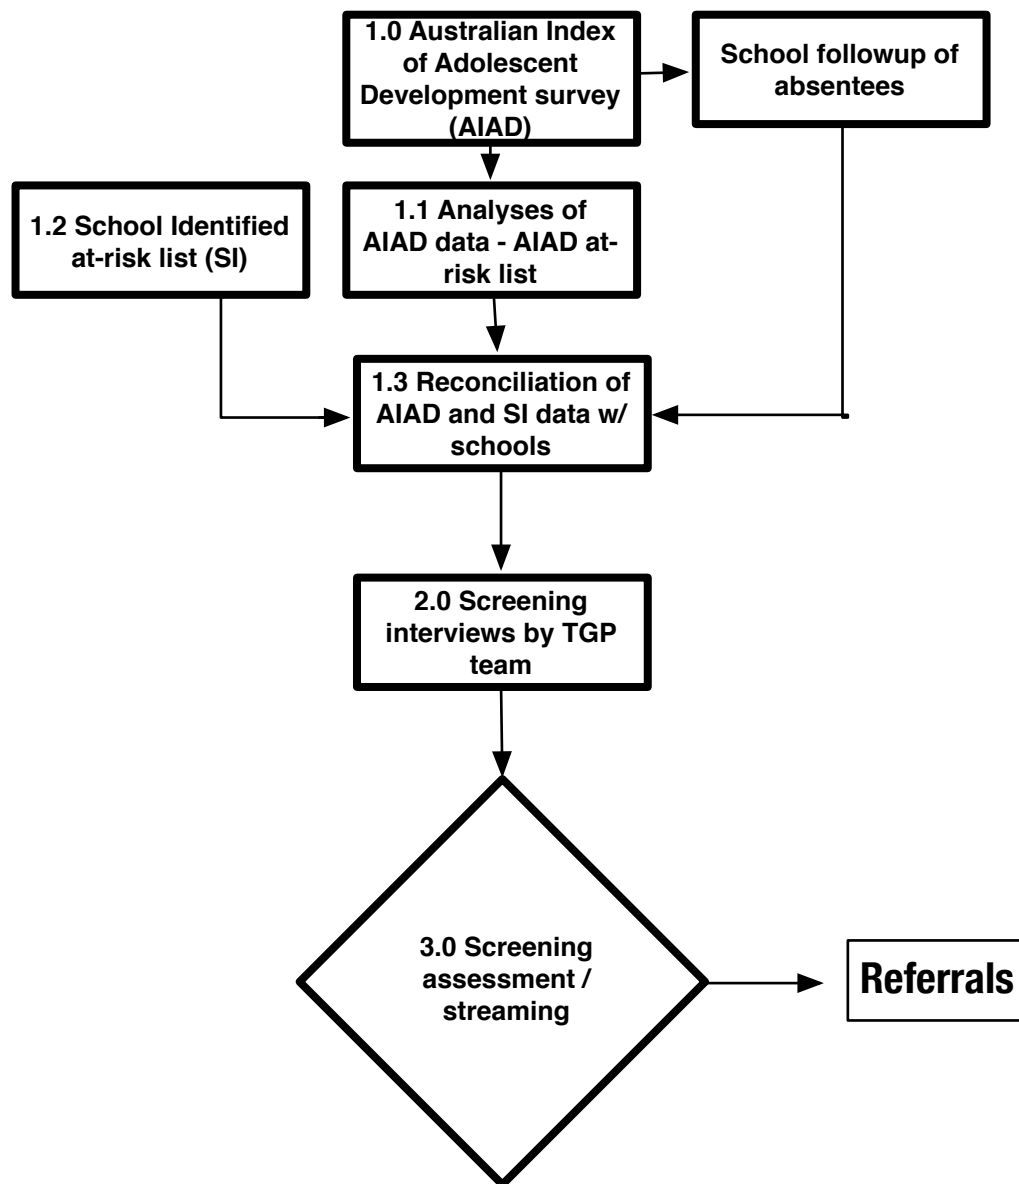 1.0 Australian Index
of Adolescent
Development survey
(AIAD)
School followup of
absentees
1.2 School Identified
at-risk list (SI)
1.1 Analyses of
AIAD data - AIAD at-
risk list
1.3 Reconciliation of
AIAD and SI data w/
schools
2.0 Screening
interviews by TGP
team
3.0 Screening
assessment /
streaming
Referrals